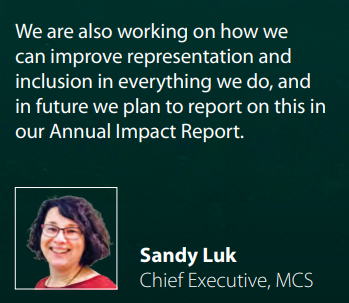 We are also working on how we
can improve representation and
inclusion in everything we do, and
in future we plan to report on this in
our Annual Impact Report.
Sandy Luk
Chief Executive, MCS